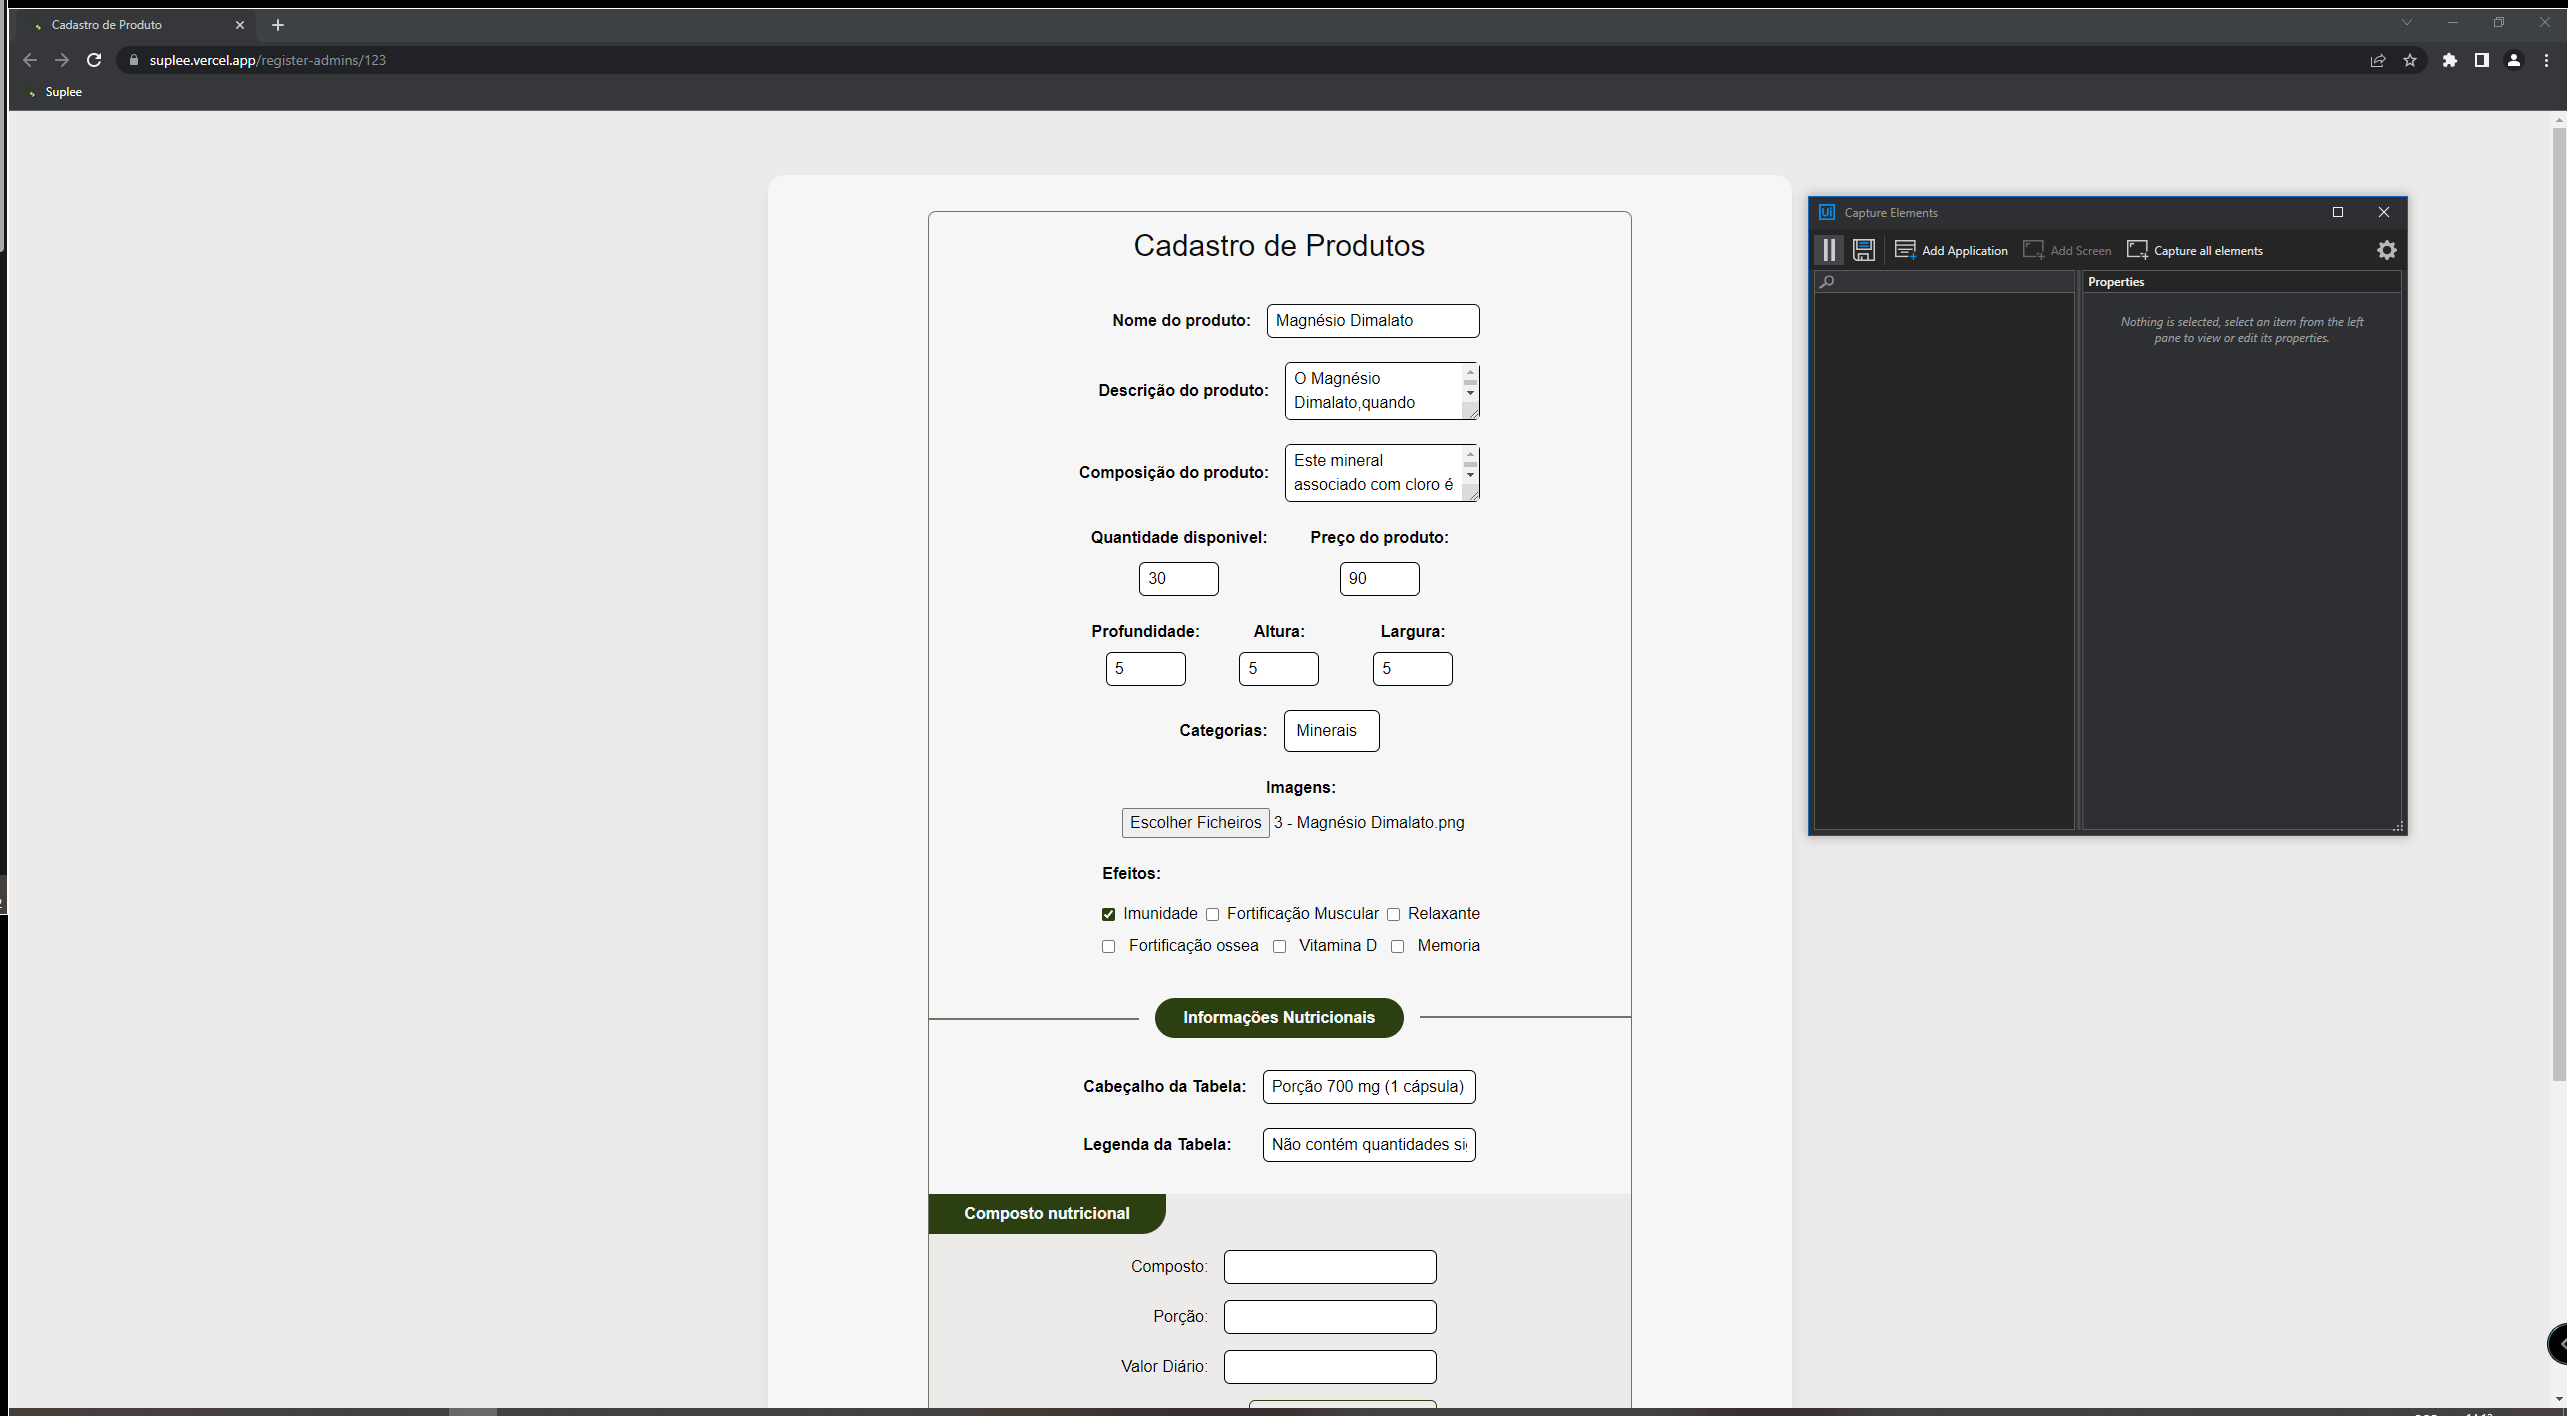 Cadastro de Produto
suplee.vercel.app/register-admins/123
Suplee
Cadastro de Produtos
Nome do produto: Magnésio Dimalato
Descrição do produto: O Magnésio
Dimalato,quando
Composição do produto: Este mineral
associado com cloro é
Quantidade disponivel: Preço do produto:
30 90
Profundidade: Altura: Largura:
5 5 5
Categorias: Minerais
Imagens:
Escolher Ficheiros 3 - Magnésio Dimalato.png
Efeitos:
Imunidade Fortificação Muscular Relaxante
Fortificação ossea Vitamina D Memoria
Informações Nutricionais
Cabeçalho da Tabela: Porção 700 mg (1 cápsula)
Legenda da Tabela: Não contém quantidades si
Composto nutricional
Composto:
Porção:
Valor Diário:
Ui Capture Elements
Add Application Add Screen Capture all elements
Properties
Nothing is selected, select an item from the left
pane to view or edit its properties.